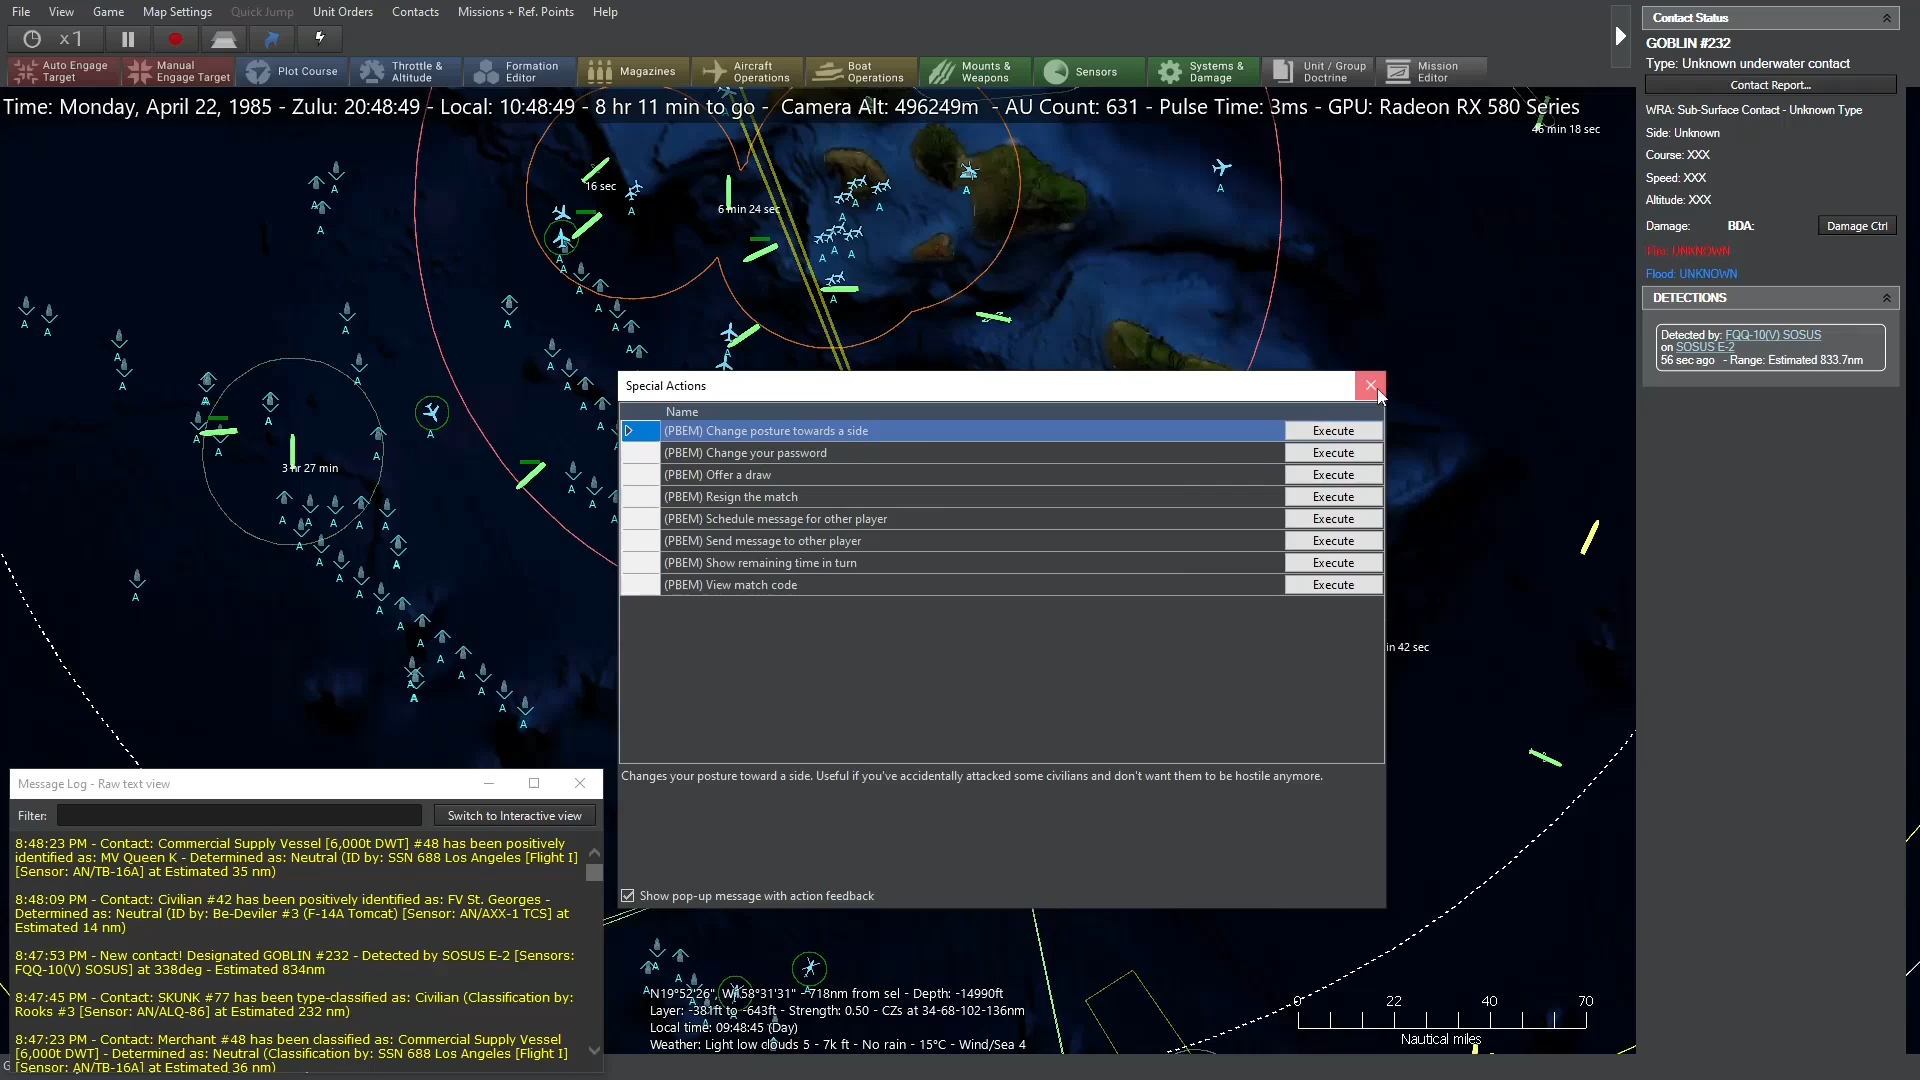 File View Game Map Settings Quick Jump Unit Orders Contacts Missions + Ref. Points Help
x1
Auto Engage Target
Manual Engage Target
Plot Course
Throttle & Altitude
Formation Editor
Magazines
Aircraft Operations
Boat Operations
Mounts & Weapons
Sensors
Systems & Damage
Unit / Group Doctrine
Mission Editor
Time: Monday, April 22, 1985 - Zulu: 20:48:49 - Local: 10:48:49 - 8 hr 11 min to go - Camera Alt: 496249m - AU Count: 631 - Pulse Time: 3ms - GPU: Radeon RX 580 Series
46 min 18 sec
16 sec
6 min 24 sec
3 hr 27 min
in 42 sec
Special Actions
Name
(PBEM) Change posture towards a side Execute
(PBEM) Change your password Execute
(PBEM) Offer a draw Execute
(PBEM) Resign the match Execute
(PBEM) Schedule message for other player Execute
(PBEM) Send message to other player Execute
(PBEM) Show remaining time in turn Execute
(PBEM) View match code Execute
Changes your posture toward a side. Useful if you've accidentally attacked some civilians and don't want them to be hostile anymore.
Show pop-up message with action feedback
Message Log - Raw text view
Filter:
Switch to Interactive view
8:48:23 PM - Contact: Commercial Supply Vessel [6,000t DWT] #48 has been positively
identified as: MV Queen K - Determined as: Neutral (ID by: SSN 688 Los Angeles [Flight I]
[Sensor: AN/TB-16A] at Estimated 35 nm)
8:48:09 PM - Contact: Civilian #42 has been positively identified as: FV St. Georges -
Determined as: Neutral (ID by: Be-Deviler #3 (F-14A Tomcat) [Sensor: AN/AXX-1 TCS] at
Estimated 14 nm)
8:47:53 PM - New contact! Designated GOBLIN #232 - Detected by SOSUS E-2 [Sensors:
FQQ-10(V) SOSUS] at 338deg - Estimated 834nm
8:47:45 PM - Contact: SKUNK #77 has been type-classified as: Civilian (Classification by:
Rooks #3 [Sensor: AN/ALQ-86] at Estimated 232 nm)
8:47:23 PM - Contact: Merchant #48 has been classified as: Commercial Supply Vessel
[6,000t DWT] - Determined as: Neutral (Classification by: SSN 688 Los Angeles [Flight I]
[Sensor: AN/TB-16A] at Estimated 36 nm)
N19°52'26", W158°31'31" - 718nm from sel - Depth: -14990ft
Layer: -381ft to -643ft - Strength: 0.50 - CZs at 34-68-102-136nm
Local time: 09:48:45 (Day)
Weather: Light low clouds 5 - 7k ft - No rain - 15°C - Wind/Sea 4
0 22 40 70
Nautical miles
Contact Status
GOBLIN #232
Type: Unknown underwater contact
Contact Report...
WRA: Sub-Surface Contact - Unknown Type
Side: Unknown
Course: XXX
Speed: XXX
Altitude: XXX
Damage: BDA: Damage Ctrl
Fire: UNKNOWN
Flood: UNKNOWN
DETECTIONS
Detected by: FQQ-10(V) SOSUS
on SOSUS E-2
56 sec ago - Range: Estimated 833.7nm